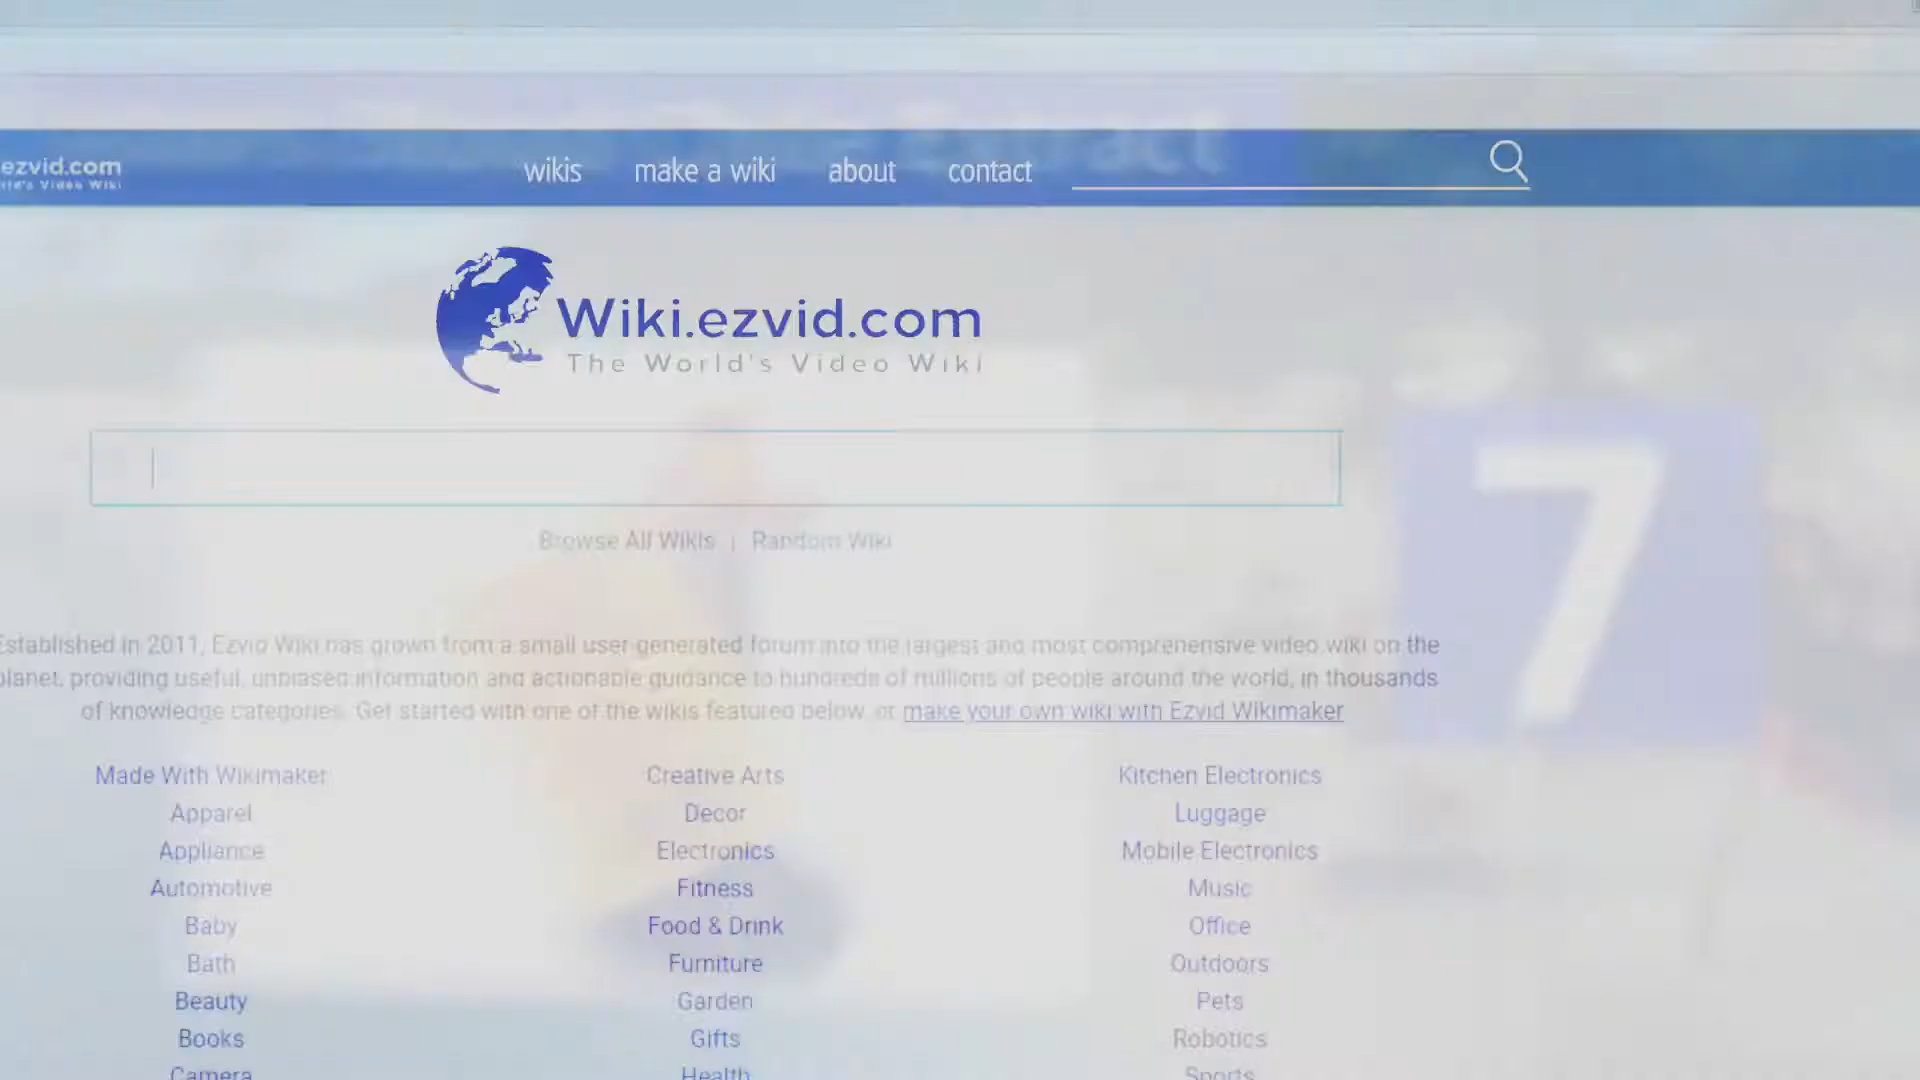 Extract
ezvid.com
wikis make a wiki about contact
Wiki.ezvid.com
The World's Video Wiki
Browse All Wikis | Random Wiki
7
Established in 2011, Ezvid Wiki has grown from a small user-generated forum into the largest and most comprehensive video wiki on the
planet, providing useful, unbiased information and actionable guidance to hundreds of millions of people around the world, in thousands
of knowledge categories. Get started with one of the wikis featured below, or make your own wiki with Ezvid Wikimaker
Made With Wikimaker Creative Arts Kitchen Electronics
Apparel Decor Luggage
Appliance Electronics Mobile Electronics
Automotive Fitness Music
Baby Food & Drink Office
Bath Furniture Outdoors
Beauty Garden Pets
Books Gifts Robotics
Camera Health Sports